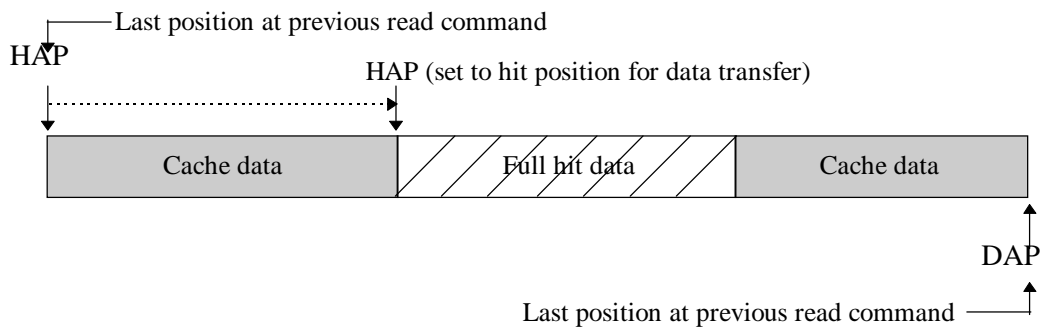 Last position at previous read command
HAP
HAP (set to hit position for data transfer)
Cache data
Full hit data
Cache data
DAP
Last position at previous read command